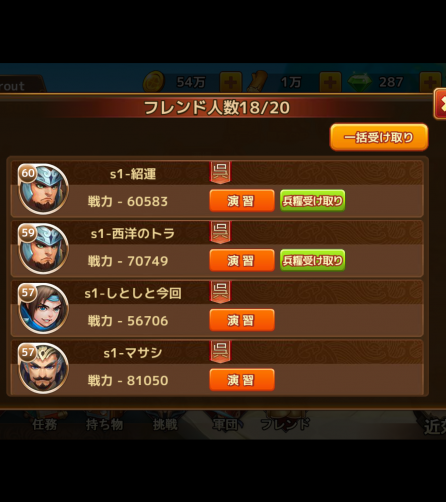 rout
54万
1万
287
フレンド人数18/20
一括受け取り
60
s1-紹運
呉
戦力 - 60583
演習
兵糧受け取り
59
s1-西洋のトラ
呉
戦力 - 70749
演習
兵糧受け取り
57
s1-しとしと今回
呉
戦力 - 56706
演習
57
s1-マサシ
呉
戦力 - 81050
演習
任務
持ち物
挑戦
軍団
フレンド
近郊